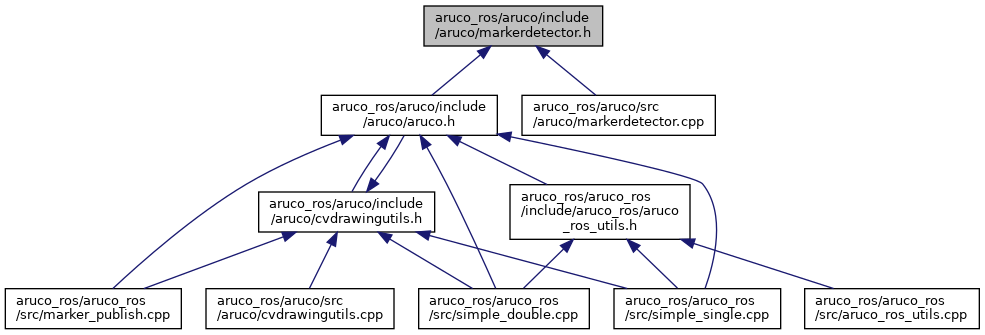 aruco_ros/aruco/include
/aruco/markerdetector.h
aruco_ros/aruco/include
/aruco/aruco.h
aruco_ros/aruco/src
/aruco/markerdetector.cpp
aruco_ros/aruco/include
/aruco/cvdrawingutils.h
aruco_ros/aruco_ros
/include/aruco_ros/aruco
_ros_utils.h
aruco_ros/aruco_ros
/src/marker_publish.cpp
aruco_ros/aruco/src
/aruco/cvdrawingutils.cpp
aruco_ros/aruco_ros
/src/simple_double.cpp
aruco_ros/aruco_ros
/src/simple_single.cpp
aruco_ros/aruco_ros
/src/aruco_ros_utils.cpp